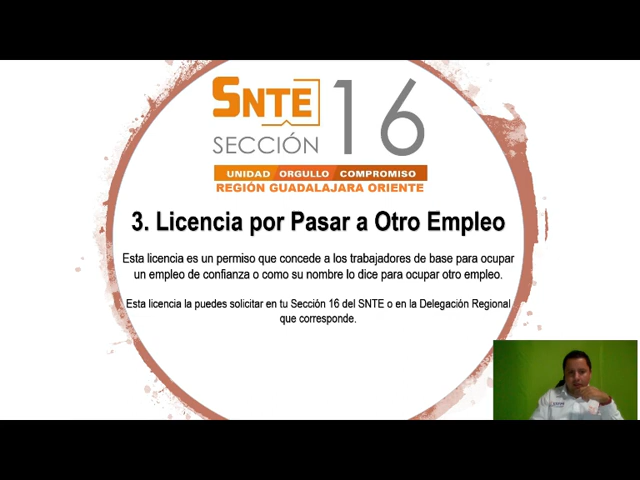 SNTE
SECCIÓN 16
UNIDAD ORGULLO COMPROMISO
REGIÓN GUADALAJARA ORIENTE
3. Licencia por Pasar a Otro Empleo
Esta licencia es un permiso que concede a los trabajadores de base para ocupar
un empleo de confianza o como su nombre lo dice para ocupar otro empleo.
Esta licencia la puedes solicitar en tu Sección 16 del SNTE o en la Delegación Regional
que corresponde.